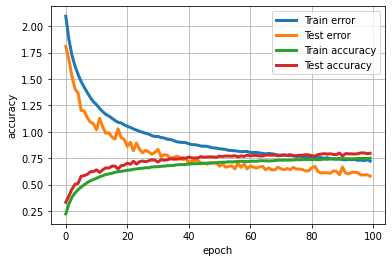 Train error
Test error
Train accuracy
Test accuracy
2.00
1.75
1.50
1.25
1.00
0.75
0.50
0.25
accuracy
0
20
40
60
80
100
epoch